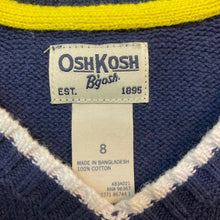 OSHKOSH
B'gosh.
EST. 1895
8
MADE IN BANGLADESH
100% COTTON